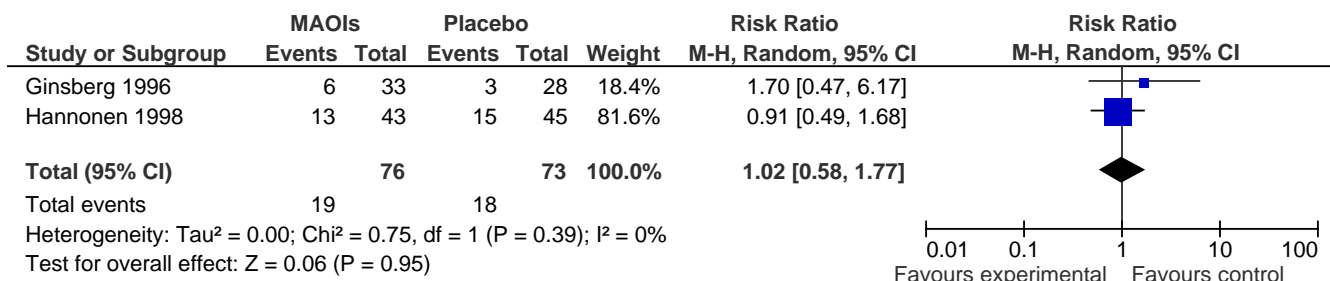 MAOIs Placebo Risk Ratio Risk Ratio
Study or Subgroup Events Total Events Total Weight M-H, Random, 95% CI M-H, Random, 95% CI
Ginsberg 1996 6 33 3 28 18.4% 1.70 [0.47, 6.17]
Hannonen 1998 13 43 15 45 81.6% 0.91 [0.49, 1.68]
Total (95% CI) 76 73 100.0% 1.02 [0.58, 1.77]
Total events 19 18
Heterogeneity: Tau² = 0.00; Chi² = 0.75, df = 1 (P = 0.39); I² = 0%
Test for overall effect: Z = 0.06 (P = 0.95)
0.01 0.1 1 10 100
Favours experimental Favours control